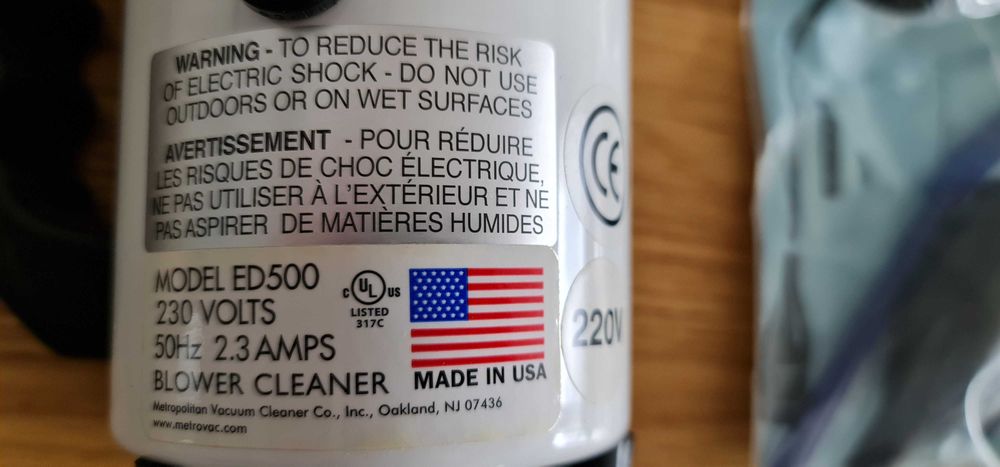 WARNING - TO REDUCE THE RISK
OF ELECTRIC SHOCK - DO NOT USE
OUTDOORS OR ON WET SURFACES
AVERTISSEMENT - POUR RÉDUIRE
LES RISQUES DE CHOC ÉLECTRIQUE,
NE PAS UTILISER À L'EXTÉRIEUR ET NE
PAS ASPIRER DE MATIÈRES HUMIDES
CE
MODEL ED500
230 VOLTS
50Hz 2.3 AMPS
BLOWER CLEANER
c UL us
LISTED
317C
MADE IN USA
220V
Metropolitan Vacuum Cleaner Co., Inc., Oakland, NJ 07436
www.metrovac.com